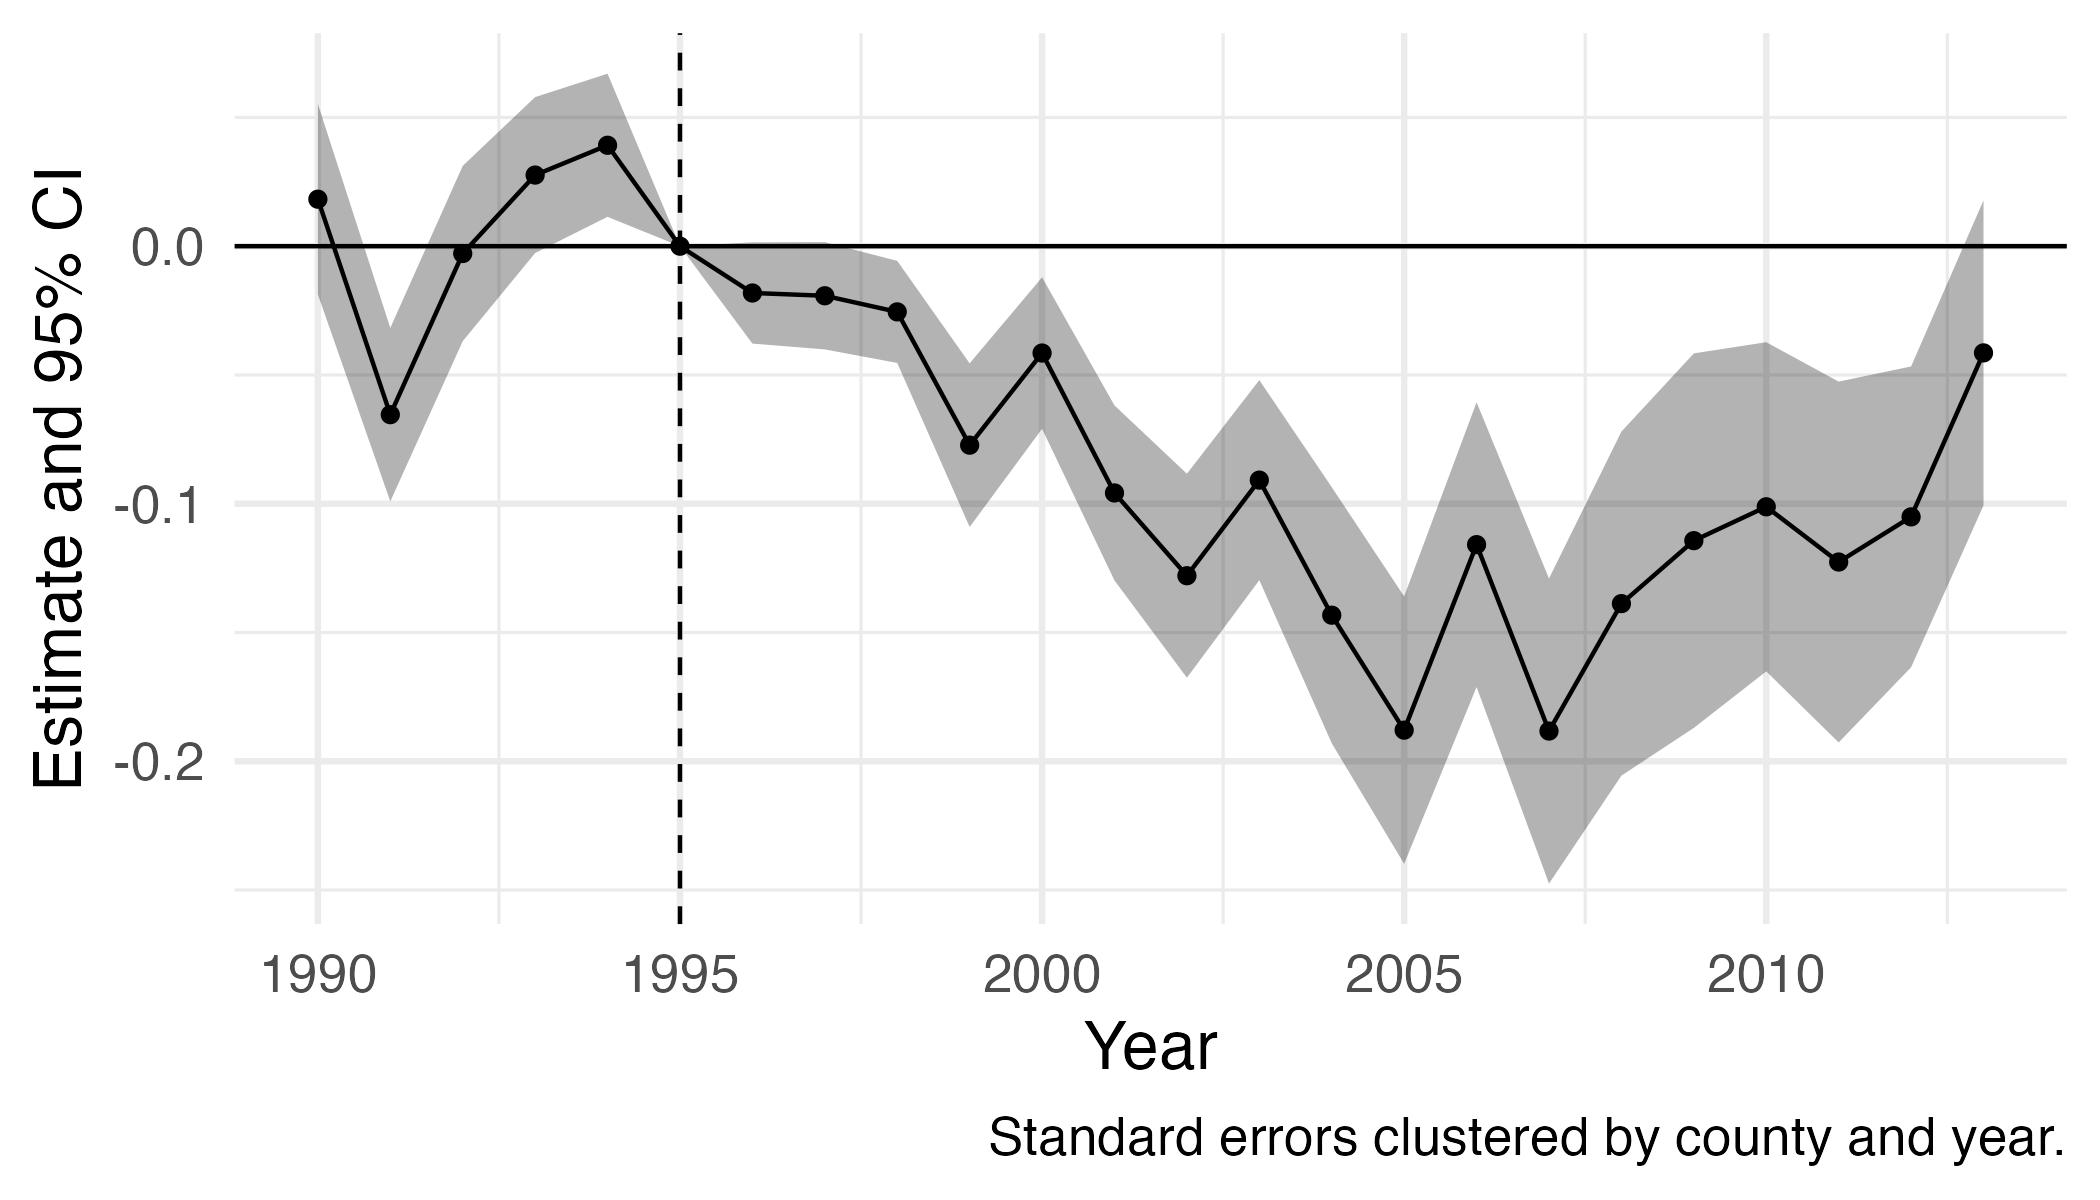 Estimate and 95% CI
0.0
-0.1
-0.2
1990 1995 2000 2005 2010
Year
Standard errors clustered by county and year.